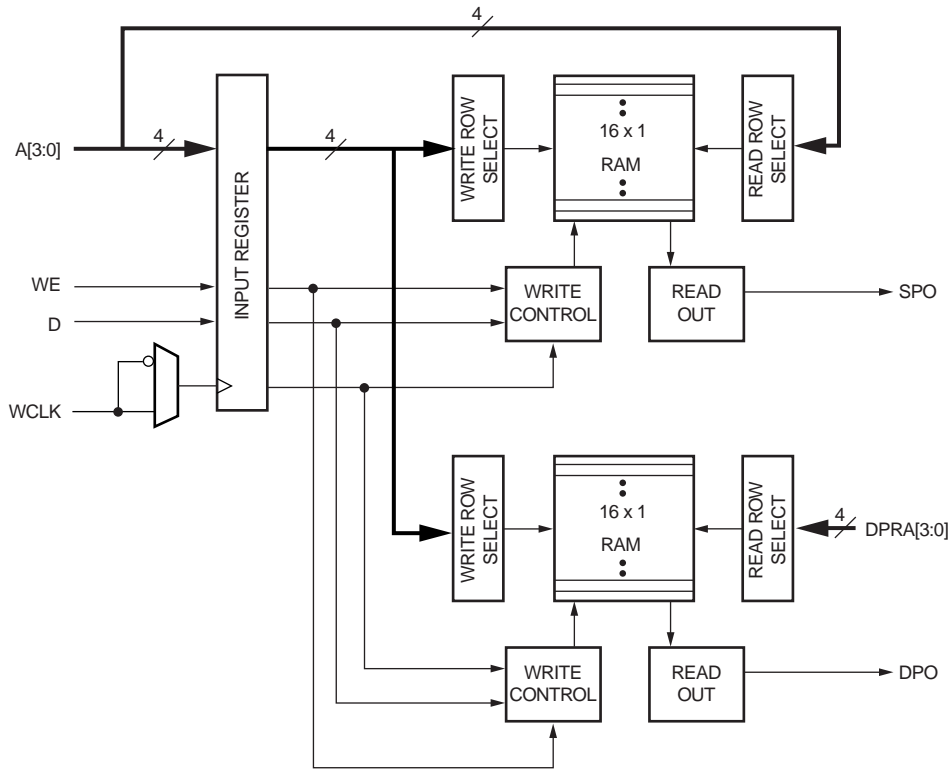 4
A[3:0]
4
INPUT REGISTER
4
WRITE ROW
SELECT
16 x 1
RAM
READ ROW
SELECT
WE
D
WCLK
WRITE
CONTROL
READ
OUT
SPO
WRITE ROW
SELECT
16 x 1
RAM
READ ROW
SELECT
4
DPRA[3:0]
WRITE
CONTROL
READ
OUT
DPO